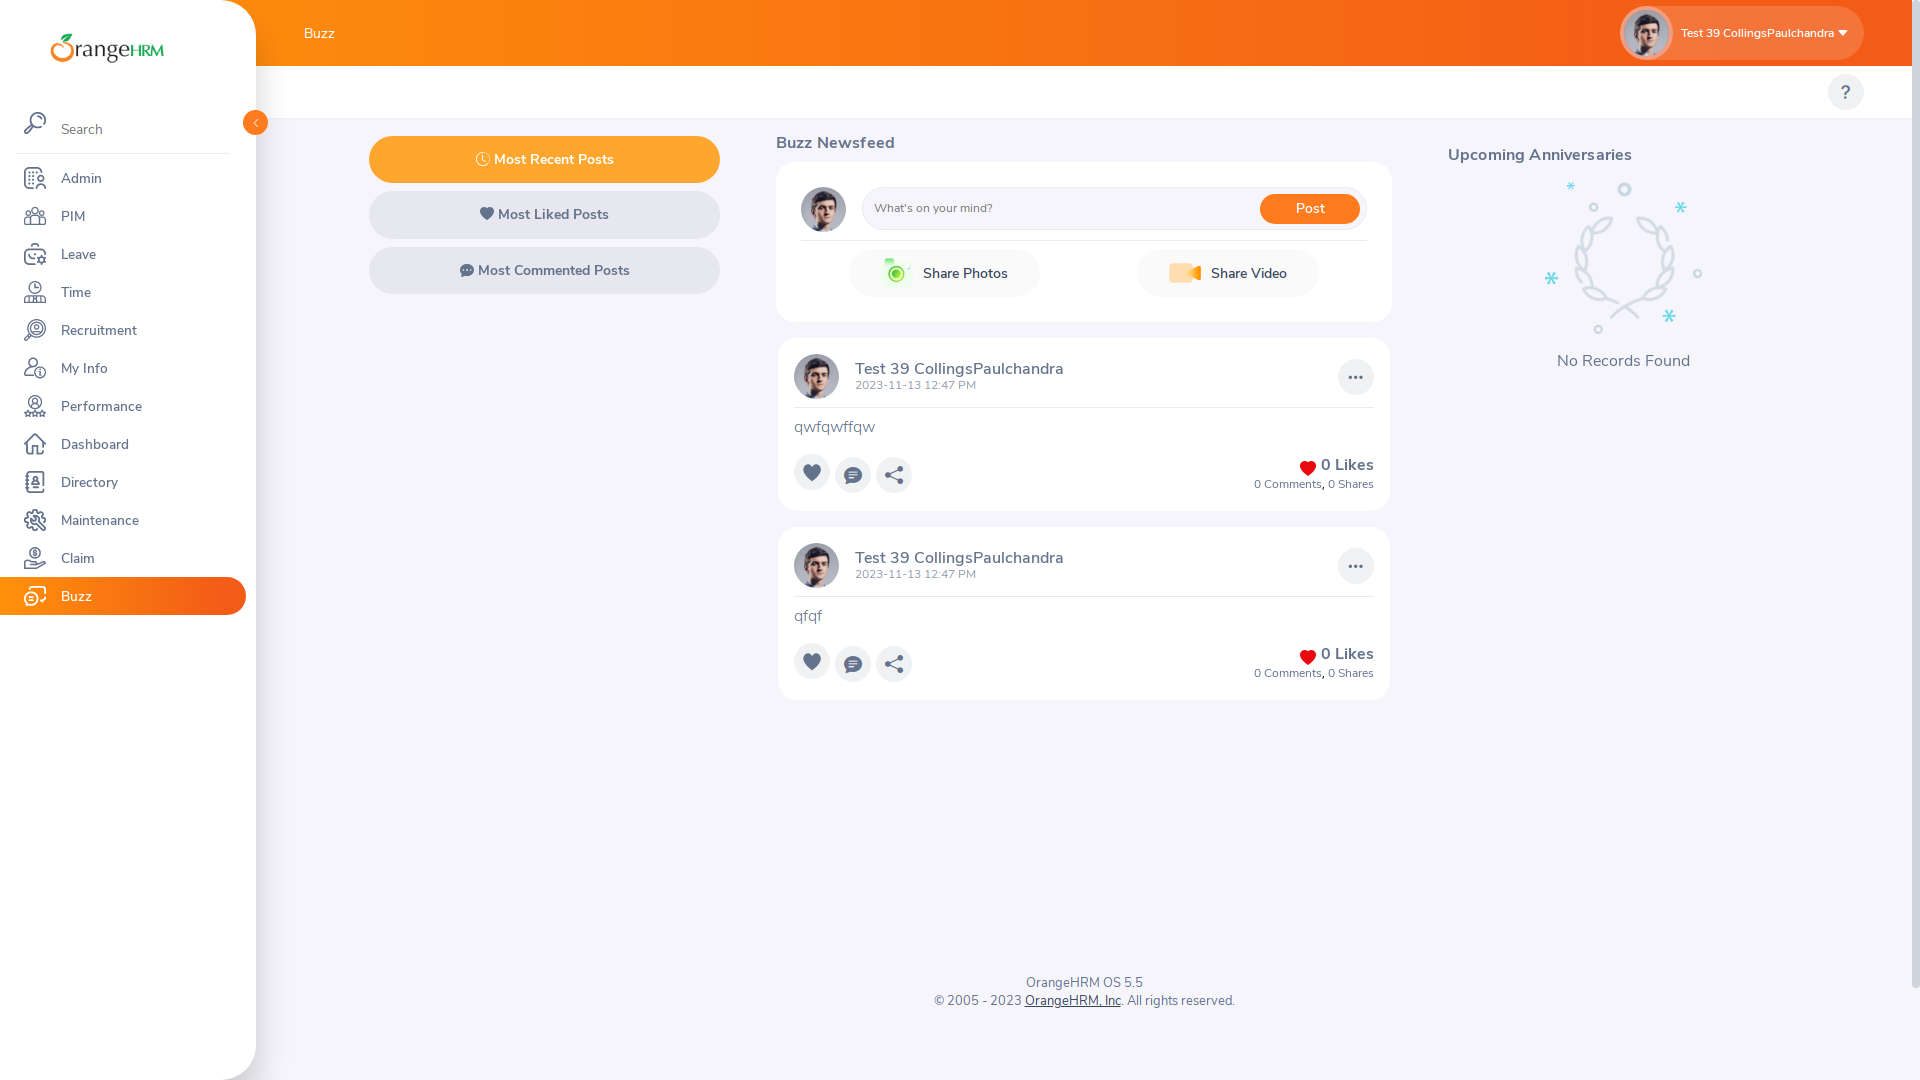 OrangeHRM
Search
Admin
PIM
Leave
Time
Recruitment
My Info
Performance
Dashboard
Directory
Maintenance
Claim
Buzz
Buzz
Test 39 CollingsPaulchandra
?
Most Recent Posts
Most Liked Posts
Most Commented Posts
Buzz Newsfeed
What's on your mind?
Post
Share Photos
Share Video
Test 39 CollingsPaulchandra
2023-11-13 12:47 PM
qwfqwffqw
0 Likes
0 Comments, 0 Shares
Test 39 CollingsPaulchandra
2023-11-13 12:47 PM
qfqf
0 Likes
0 Comments, 0 Shares
Upcoming Anniversaries
No Records Found
OrangeHRM OS 5.5
© 2005 - 2023 OrangeHRM, Inc. All rights reserved.